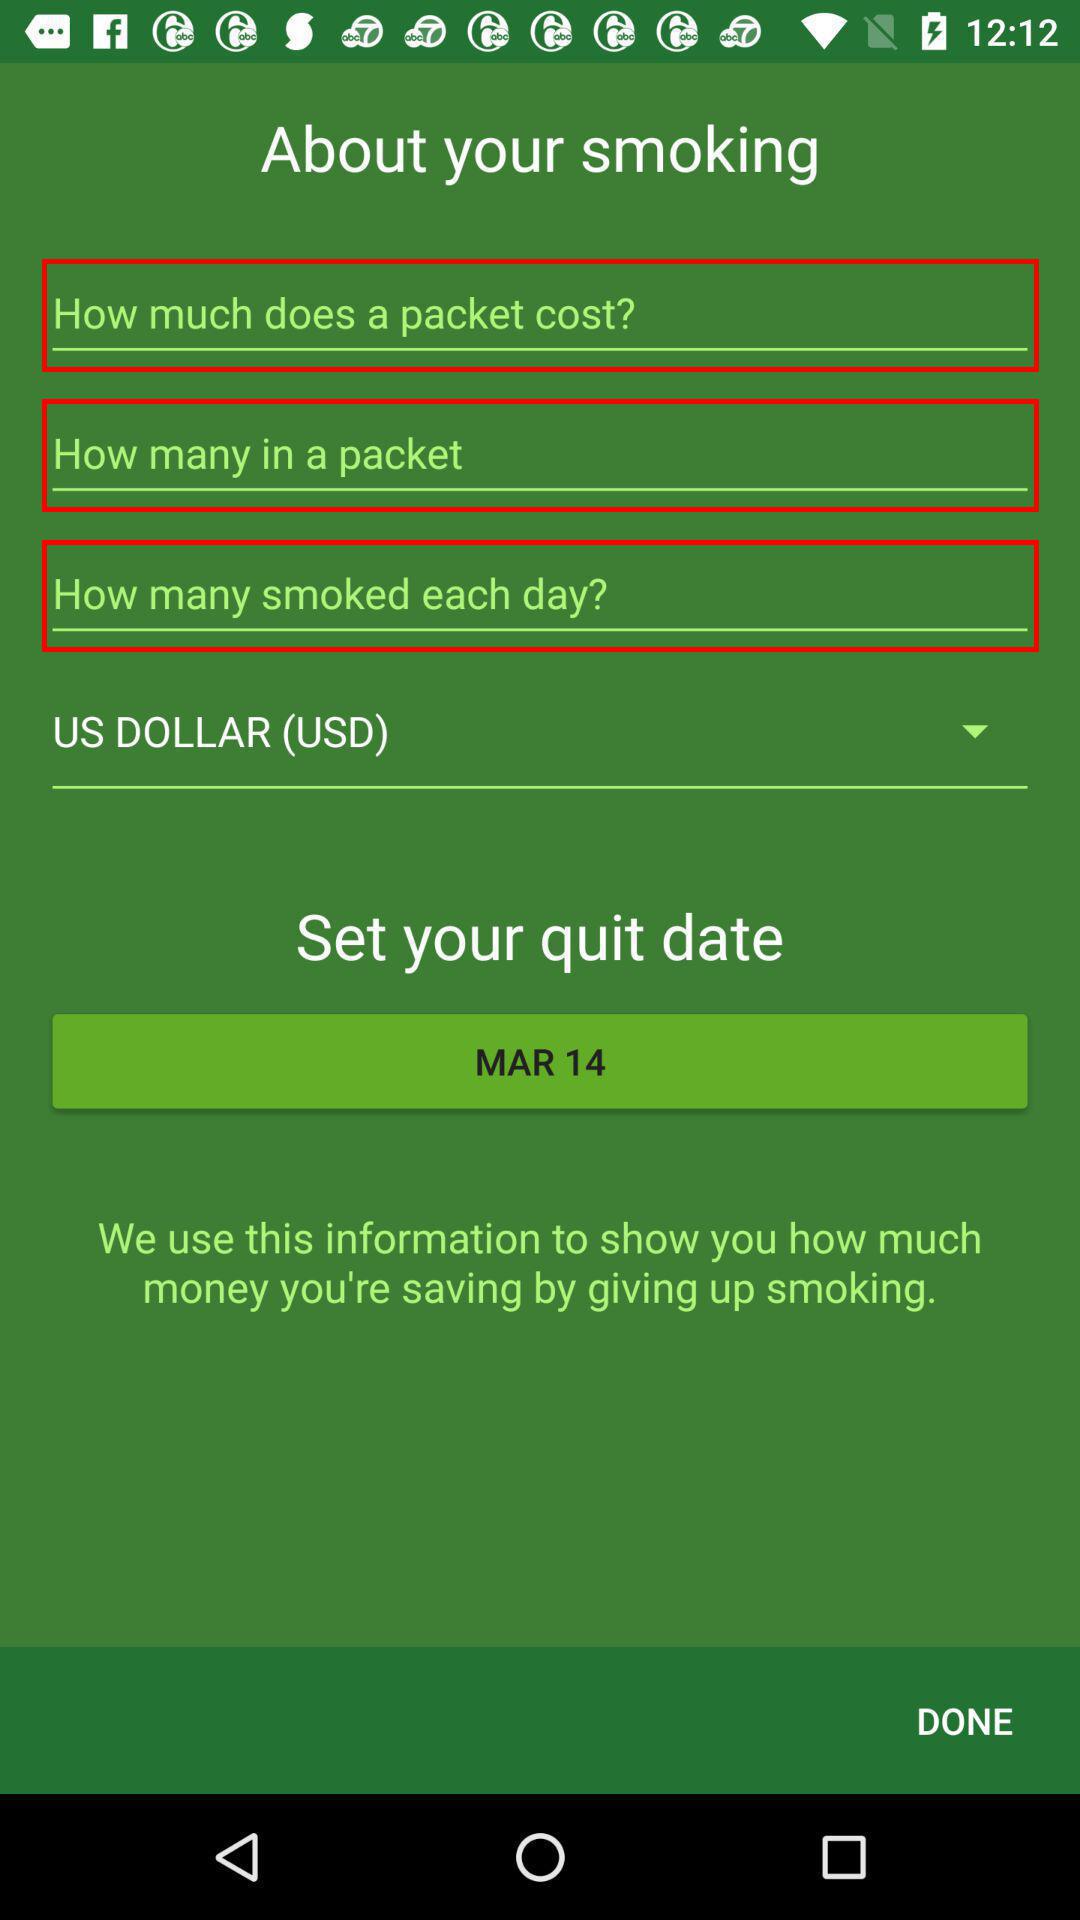 12:12
About your smoking
How much does a packet cost?
How many in a packet
How many smoked each day?
US DOLLAR (USD)
Set your quit date
MAR 14
We use this information to show you how much
money you're saving by giving up smoking.
DONE